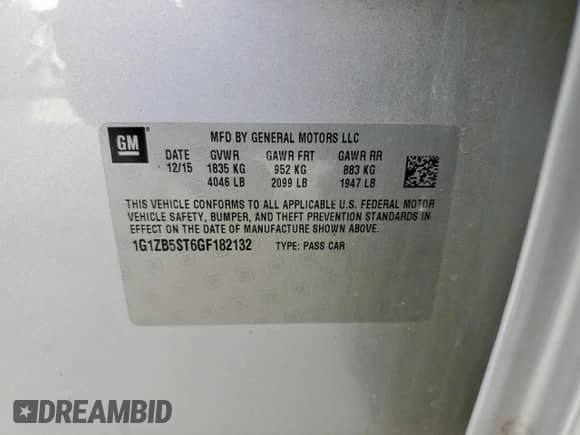 GM
MFD BY GENERAL MOTORS LLC
DATE GVWR GAWR FRT GAWR RR
12/15 1835 KG 952 KG 883 KG
4046 LB 2099 LB 1947 LB
THIS VEHICLE CONFORMS TO ALL APPLICABLE U.S. FEDERAL MOTOR
VEHICLE SAFETY, BUMPER, AND THEFT PREVENTION STANDARDS IN
EFFECT ON THE DATE OF MANUFACTURE SHOWN ABOVE.
1G1ZB5ST6GF182132 TYPE: PASS CAR
DREAMBID